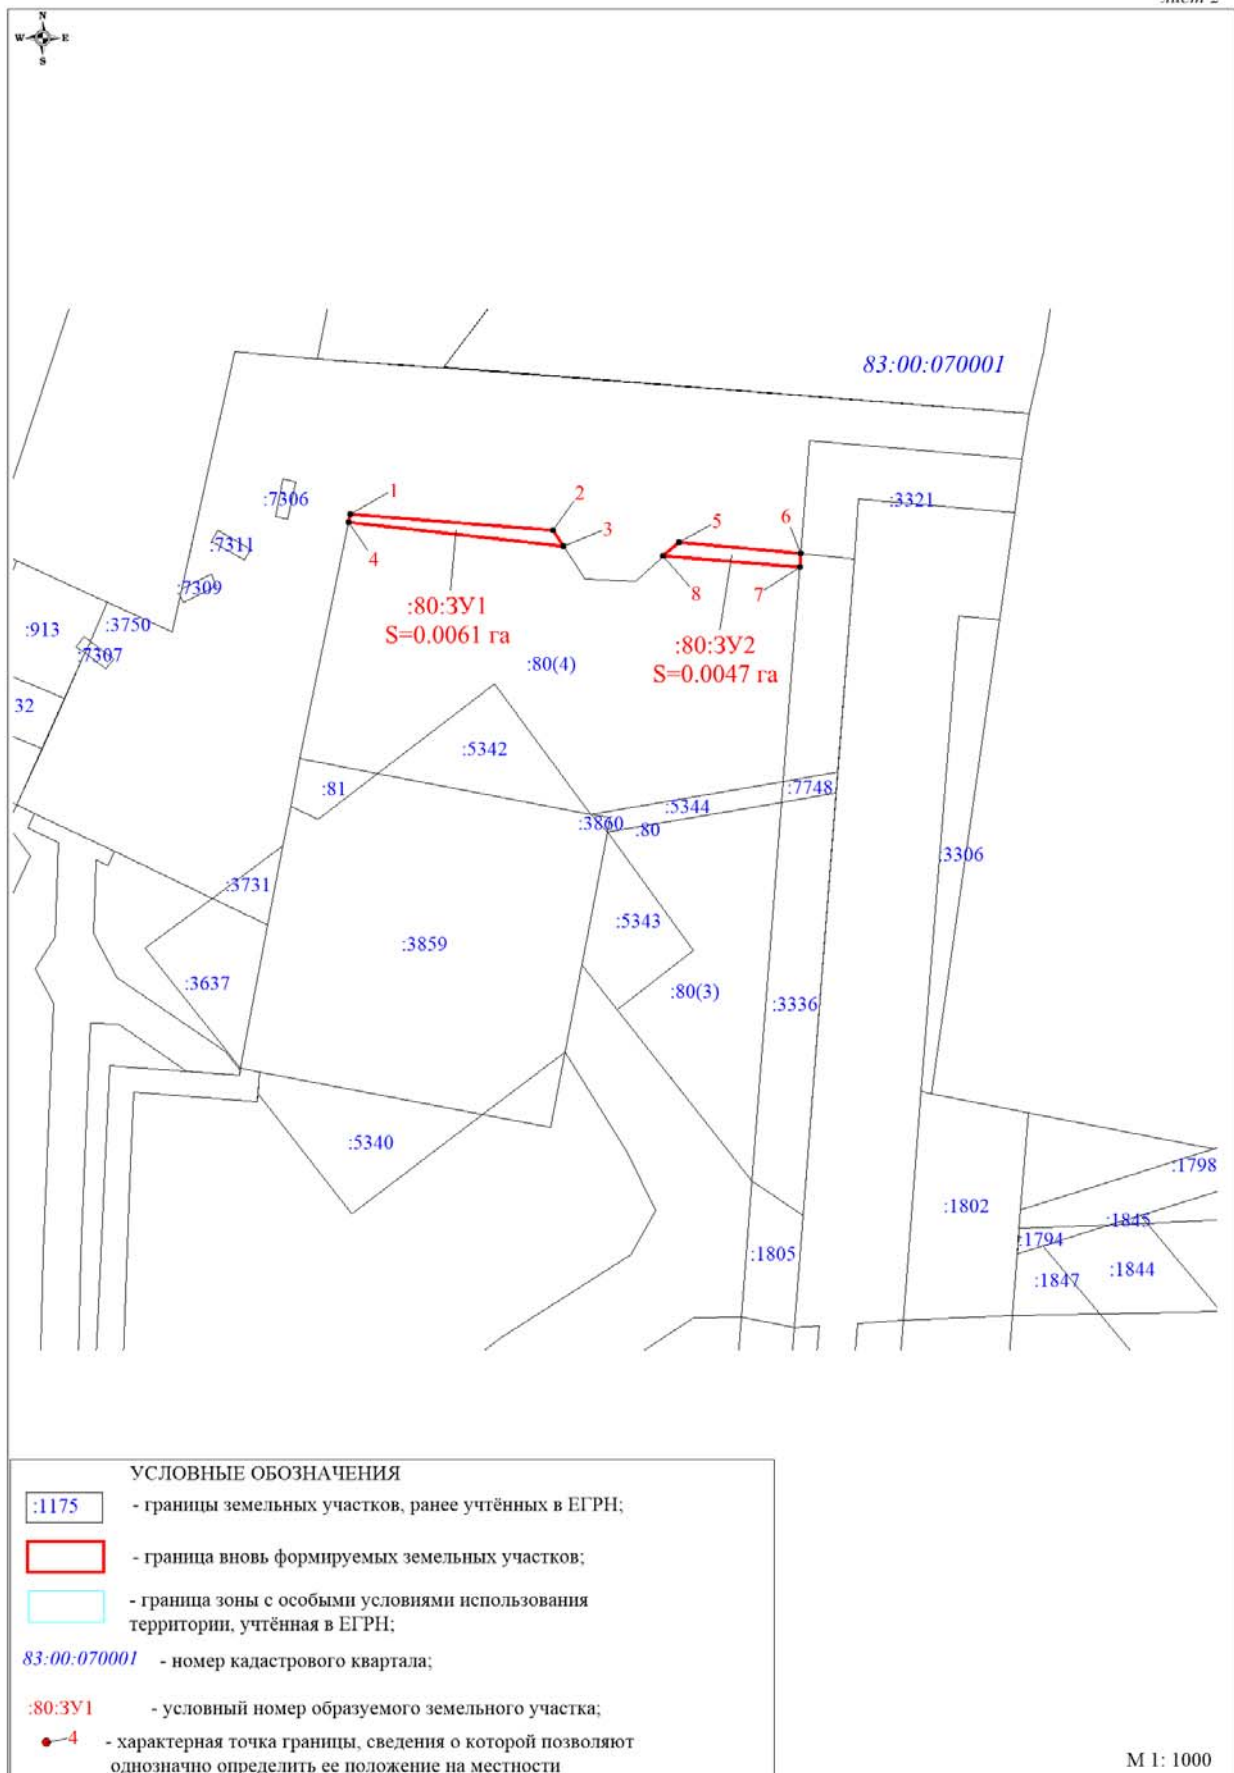 лист 2
N
W E
S
83:00:070001
:7306
1
2
3
4
5
6
7
8
:3321
:7311
:7309
:80:ЗУ1
S=0.0061 га
:80:ЗУ2
S=0.0047 га
:913
:3750
:7307
:80(4)
32
:5342
:81
:7748
:5344
:3860
:80
:3306
:3731
:5343
:3859
:3637
:80(3)
:3336
:5340
:1798
:1802
:1845
:1794
:1805
:1844
:1847
УСЛОВНЫЕ ОБОЗНАЧЕНИЯ
:1175 - границы земельных участков, ранее учтённых в ЕГРН;
- граница вновь формируемых земельных участков;
- граница зоны с особыми условиями использования
территории, учтённая в ЕГРН;
83:00:070001 - номер кадастрового квартала;
:80:ЗУ1 - условный номер образуемого земельного участка;
4 - характерная точка границы, сведения о которой позволяют
однозначно определить ее положение на местности
М 1: 1000